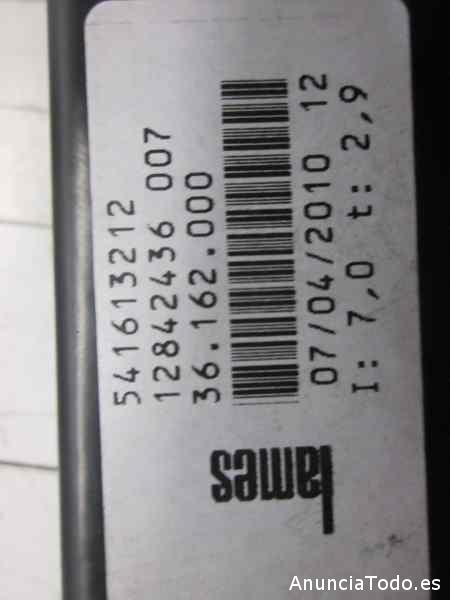 541613212
12842436 007
36.162.000
07/04/2010 12
I: 7,0 t: 2,9
lames
AnunciaTodo.es